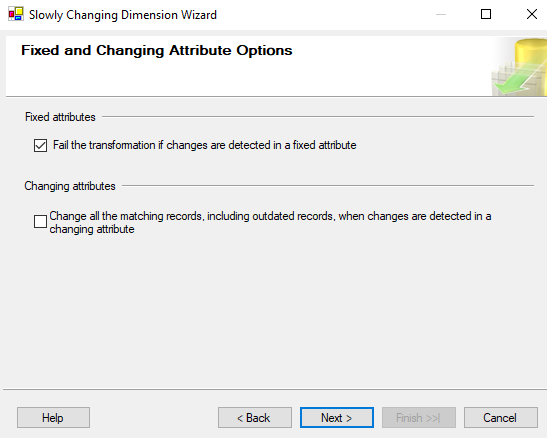 Slowly Changing Dimension Wizard
Fixed and Changing Attribute Options
Fixed attributes
Fail the transformation if changes are detected in a fixed attribute
Changing attributes
Change all the matching records, including outdated records, when changes are detected in a
changing attribute
Help
< Back
Next >
Finish >>|
Cancel